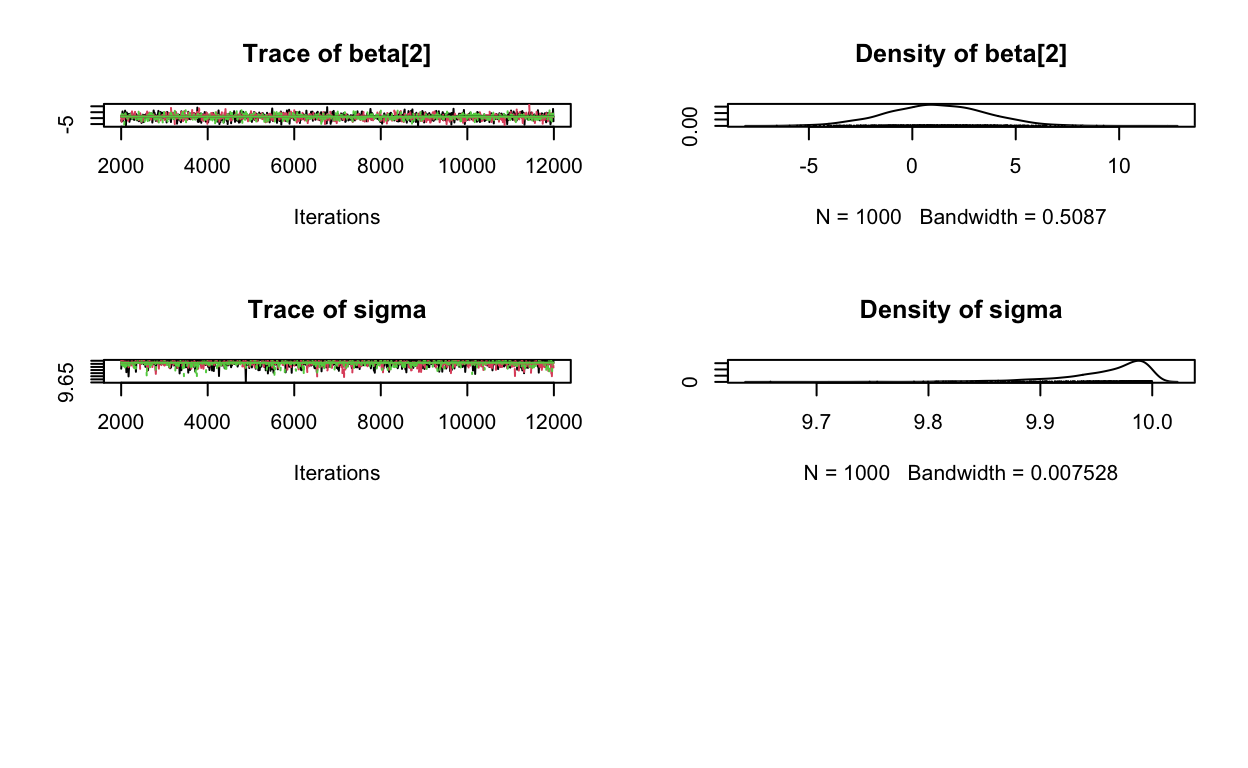 Trace of beta[2]
-5
2000 4000 6000 8000 10000 12000
Iterations
Density of beta[2]
0.00
-5 0 5 10
N = 1000 Bandwidth = 0.5087
Trace of sigma
9.65
2000 4000 6000 8000 10000 12000
Iterations
Density of sigma
0
9.7 9.8 9.9 10.0
N = 1000 Bandwidth = 0.007528